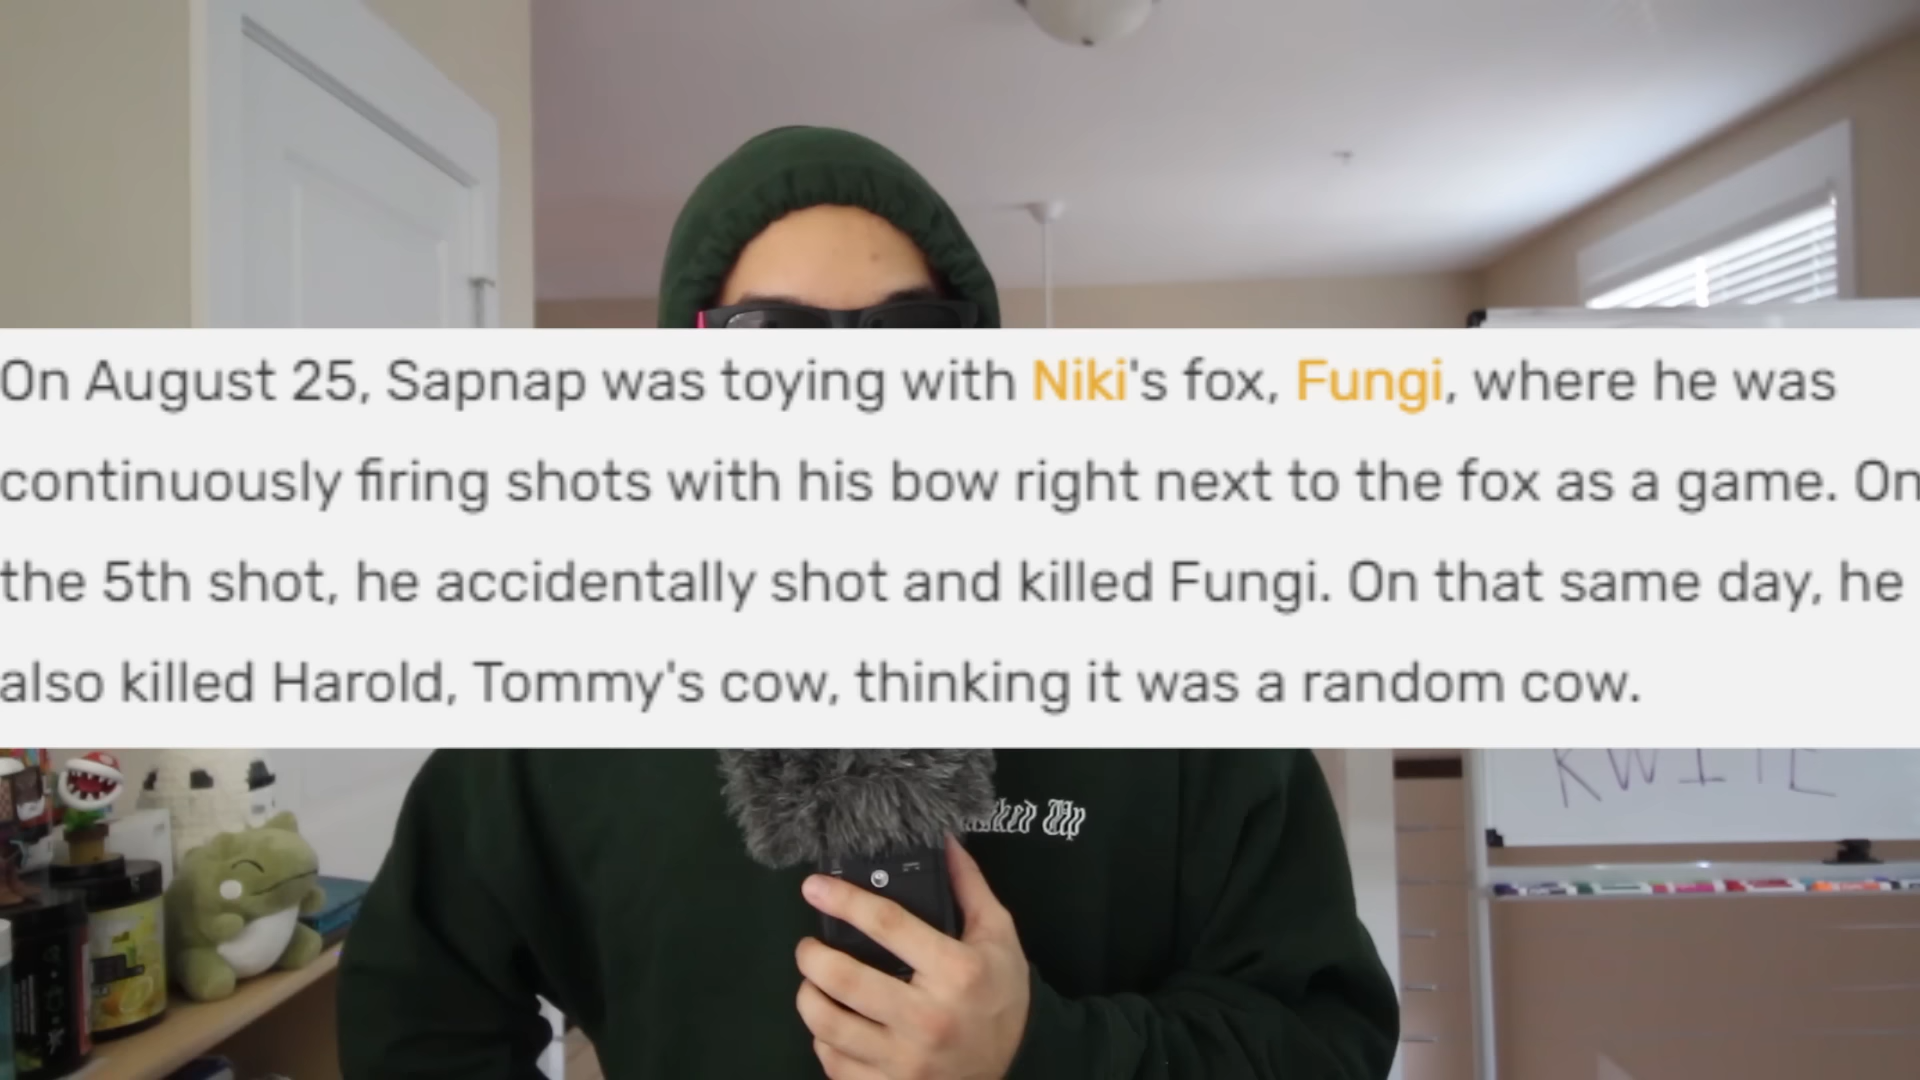 On August 25, Sapnap was toying with Niki's fox, Fungi, where he was
continuously firing shots with his bow right next to the fox as a game. On
the 5th shot, he accidentally shot and killed Fungi. On that same day, he
also killed Harold, Tommy's cow, thinking it was a random cow.
Up
KWITE